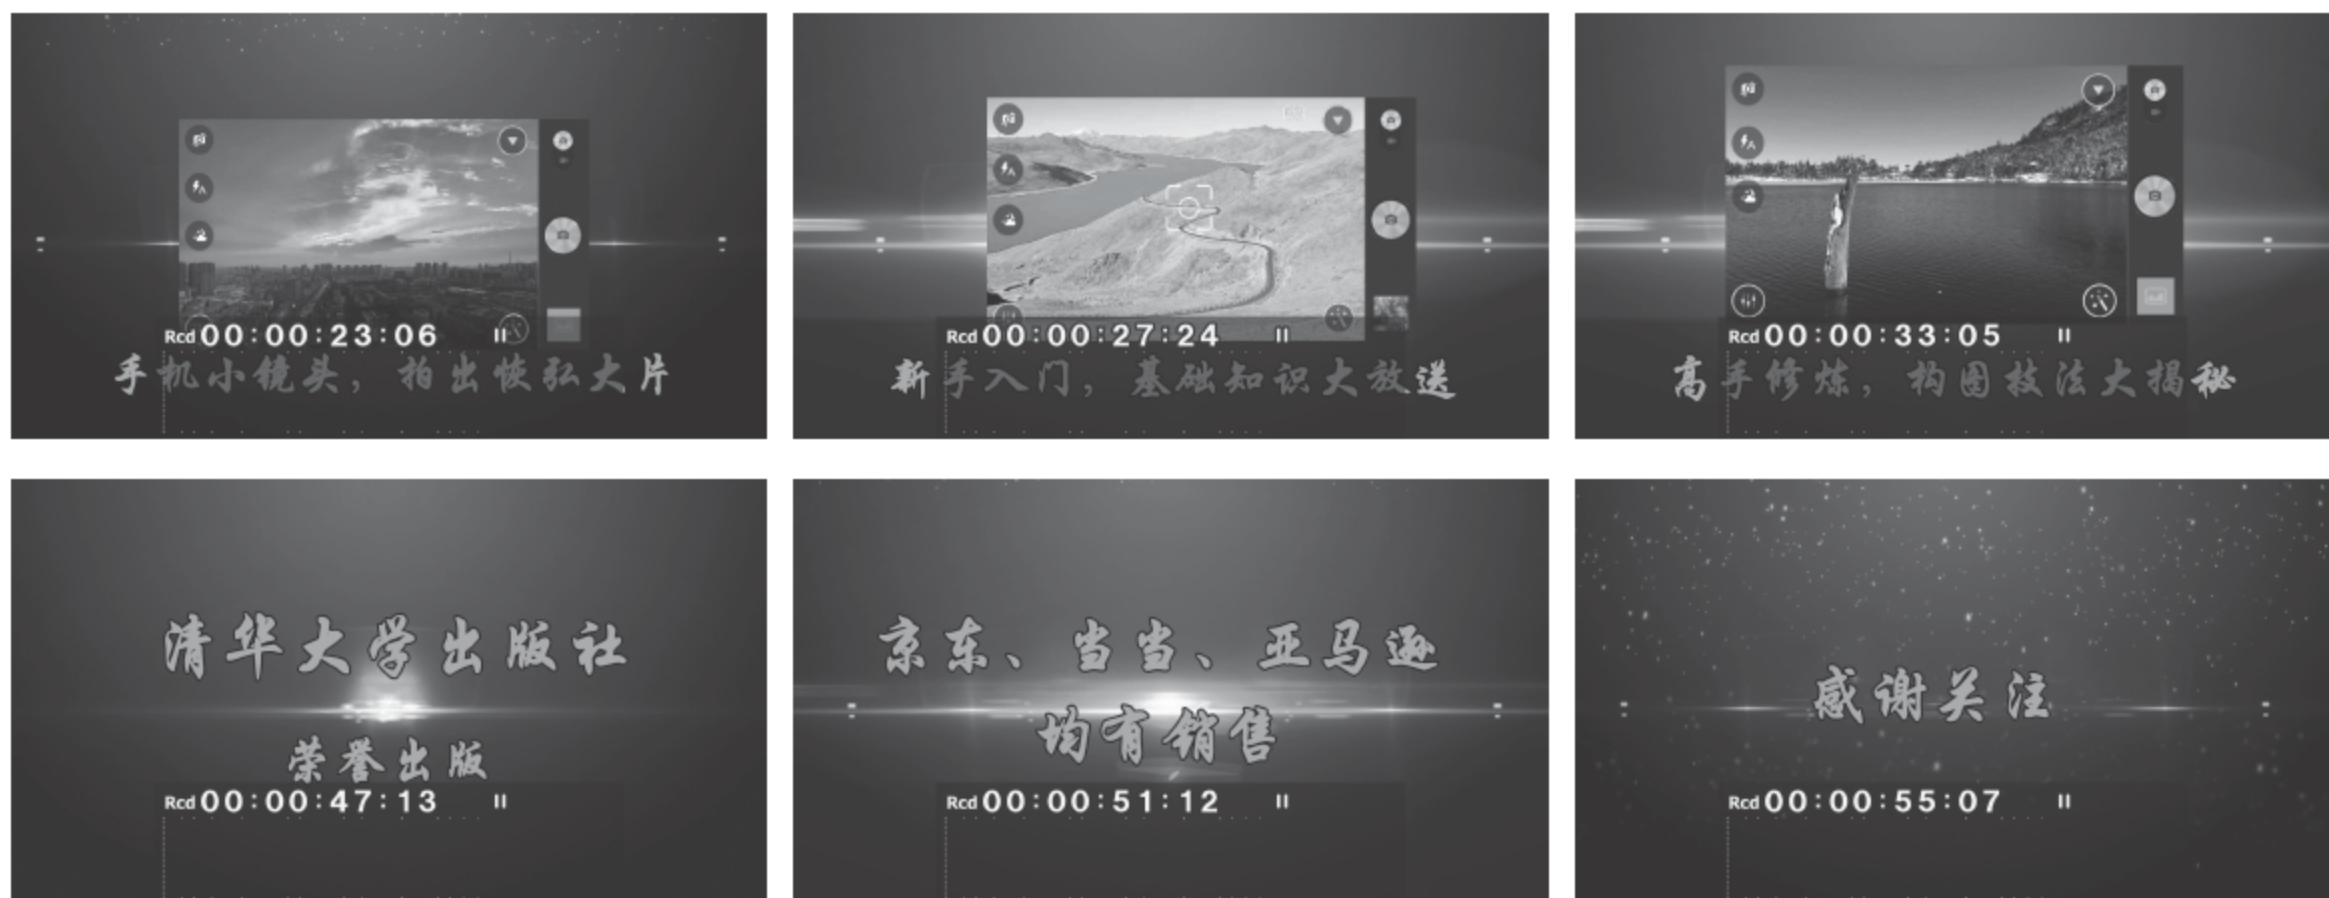 Rcd 00:00:23:06
手机小镜头，拍出恢弘大片
Rcd 00:00:27:24
新手入门，基础知识大放送
Rcd 00:00:33:05
高手修炼，构图技法大揭秘
清华大学出版社
荣誉出版
Rcd 00:00:47:13
京东、当当、亚马逊
均有销售
Rcd 00:00:51:12
感谢关注
Rcd 00:00:55:07